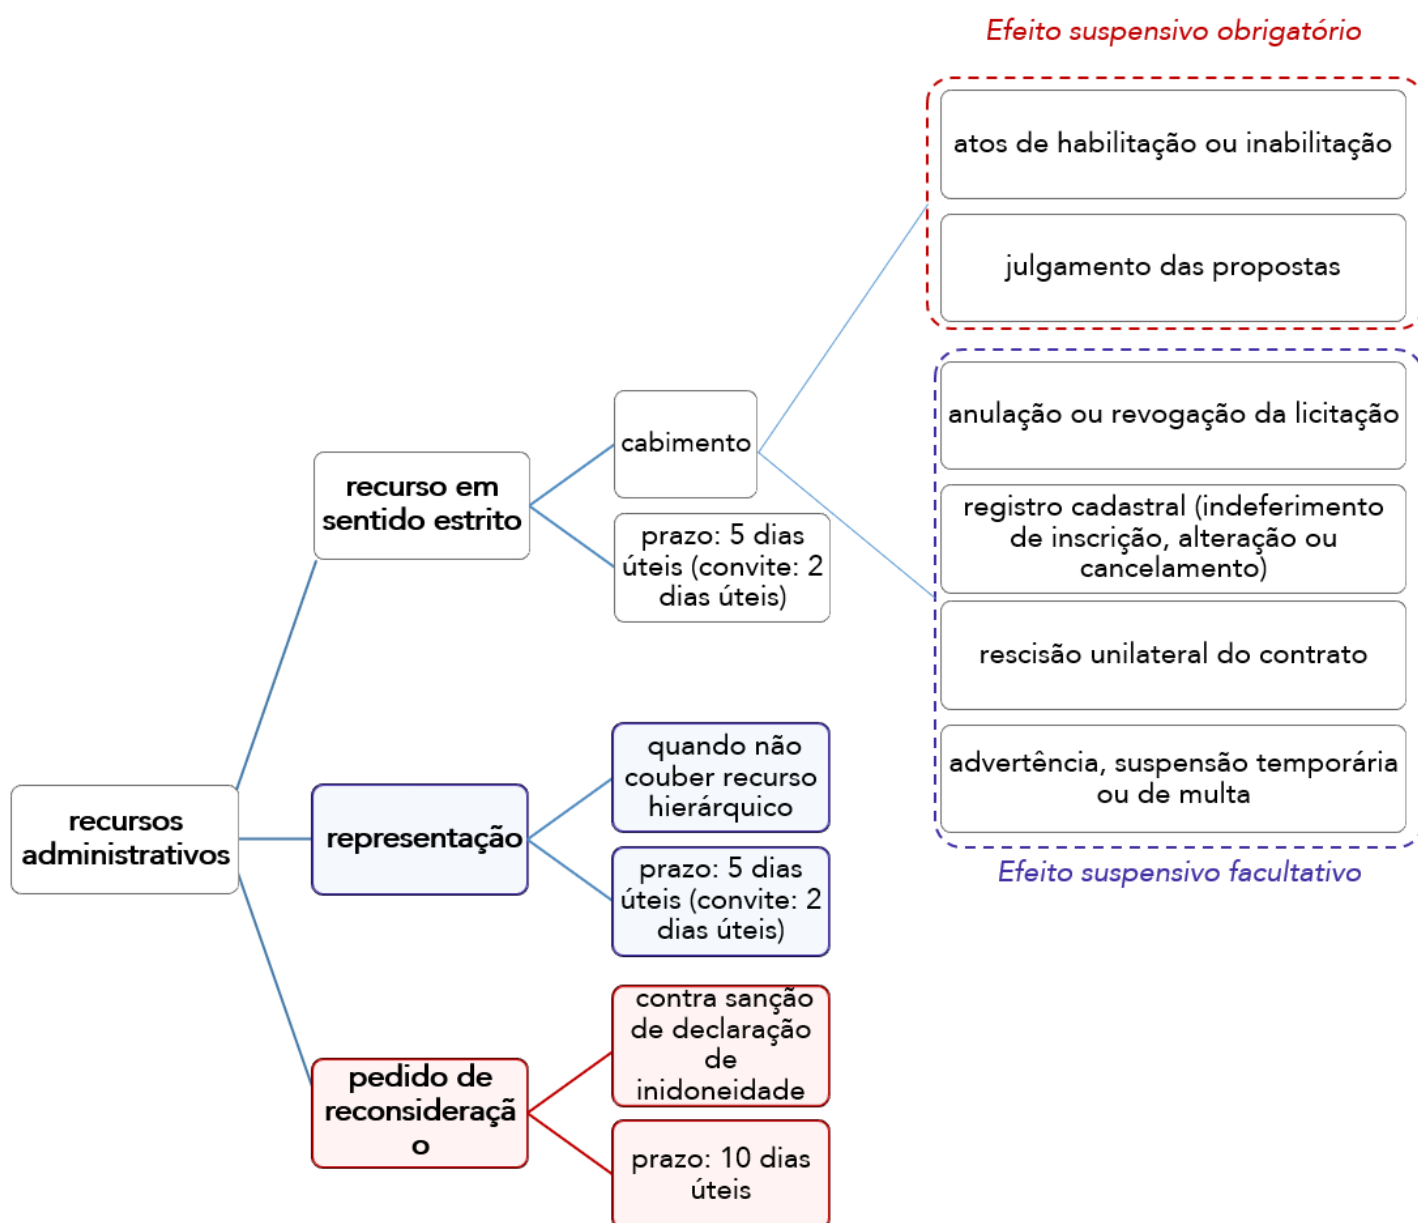 Efeito suspensivo obrigatório
atos de habilitação ou inabilitação
julgamento das propostas
anulação ou revogação da licitação
cabimento
recurso em
sentido estrito
registro cadastral (indeferimento
de inscrição, alteração ou
cancelamento)
prazo: 5 dias
úteis (convite: 2
dias úteis)
rescisão unilateral do contrato
advertência, suspensão temporária
ou de multa
Efeito suspensivo facultativo
recursos
administrativos
representação
quando não
couber recurso
hierárquico
prazo: 5 dias
úteis (convite: 2
dias úteis)
pedido de
reconsideraçã
o
contra sanção
de declaração
de
inidoneidade
prazo: 10 dias
úteis